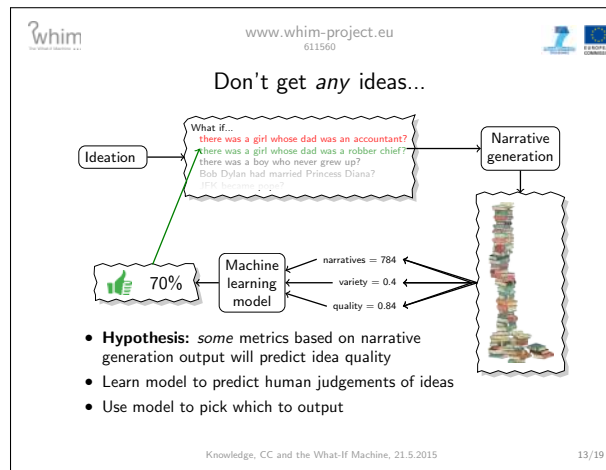 whim
www.whim-project.eu
611560
Don't get any ideas...
Ideation
What if...
there was a girl whose dad was an accountant?
there was a girl whose dad was a robber chief?
there was a boy who never grew up?
Bob Dylan had married Princess Diana?
Narrative
generation
70%
Machine
learning
model
narratives = 784
variety = 0.4
quality = 0.84
• Hypothesis: some metrics based on narrative
generation output will predict idea quality
• Learn model to predict human judgements of ideas
• Use model to pick which to output
Knowledge, CC and the What-If Machine, 21.5.2015
13/19